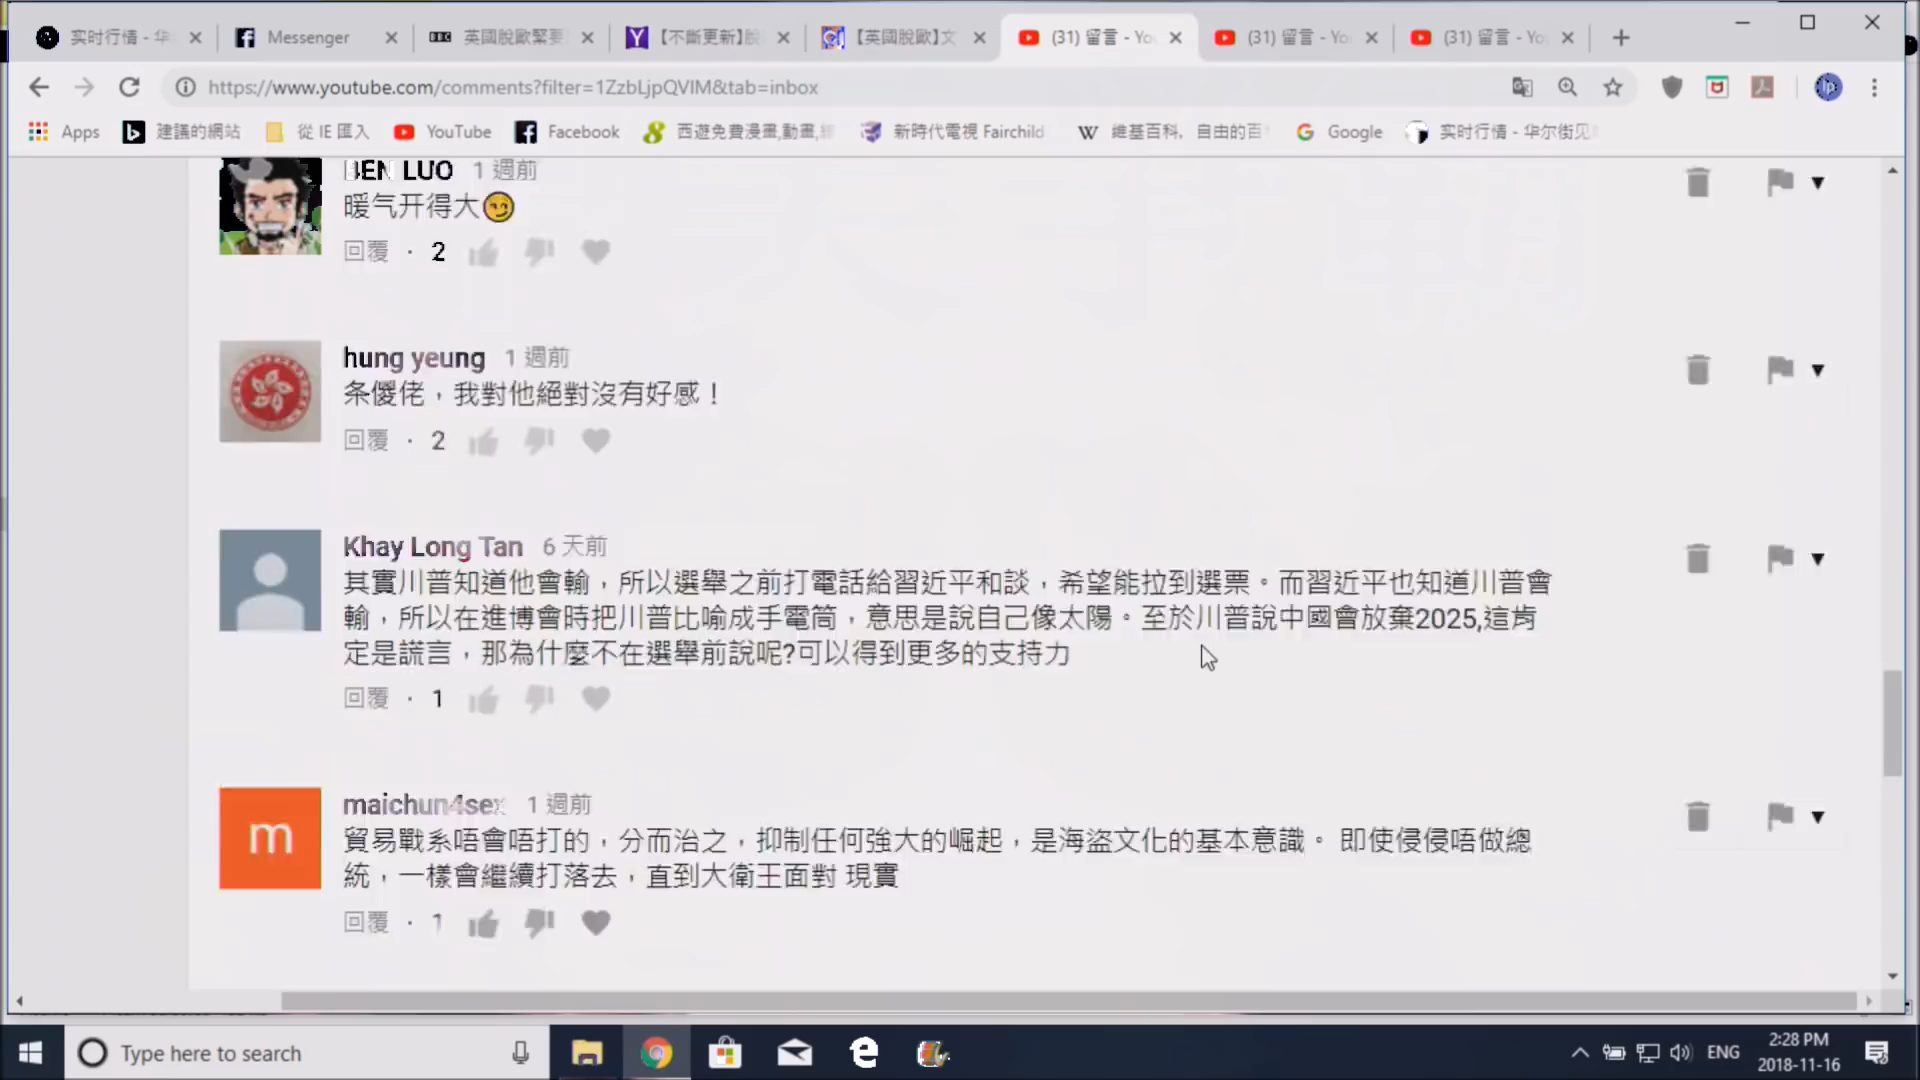 实时行情 - 华
Messenger
BBC 英國脫歐緊要
【不斷更新】脫
【英國脫歐】文
(31) 留言 - Yo
(31) 留言 - Yo
(31) 留言 - Yo
https://www.youtube.com/comments?filter=1ZzbLjpQVIM&tab=inbox
Apps
建議的網站
從 IE 匯入
YouTube
Facebook
西遊免費漫畫,動畫,
新時代電視 Fairchild
W 維基百科，自由的百
Google
实时行情 - 华尔街见
BEN LUO 1 週前
暖气开得大😏
回覆 · 2
hung yeung 1 週前
条儍佬，我對他絕對沒有好感！
回覆 · 2
Khay Long Tan 6 天前
其實川普知道他會輸，所以選舉之前打電話給習近平和談，希望能拉到選票。而習近平也知道川普會
輸，所以在進博會時把川普比喻成手電筒，意思是說自己像太陽。至於川普說中國會放棄2025,這肯
定是謊言，那為什麼不在選舉前說呢?可以得到更多的支持力
回覆 · 1
m
maichun4sex 1 週前
貿易戰系唔會唔打的，分而治之，抑制任何強大的崛起，是海盜文化的基本意識。 即使侵侵唔做總
統，一樣會繼續打落去，直到大衛王面對 現實
回覆 · 1
Type here to search
ENG
2:28 PM
2018-11-16